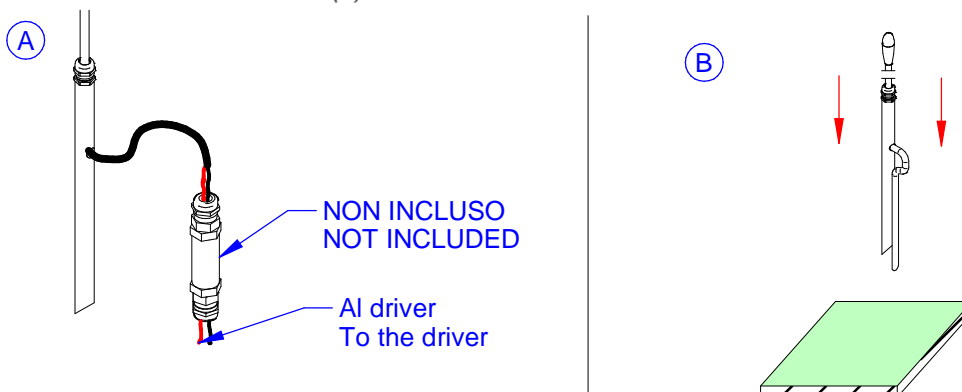 A
B
NON INCLUSO
NOT INCLUDED
Al driver
To the driver